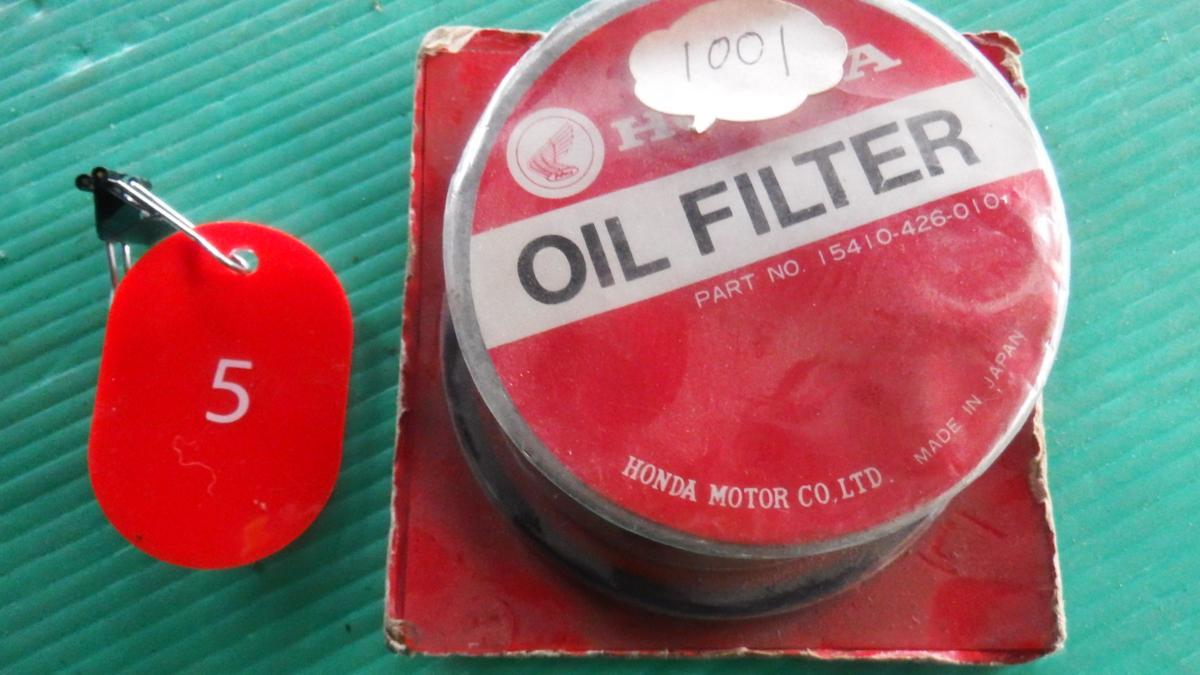 1001
HONDA
OIL FILTER
PART NO. 15410-426-010
MADE IN JAPAN
HONDA MOTOR CO.,LTD.
5